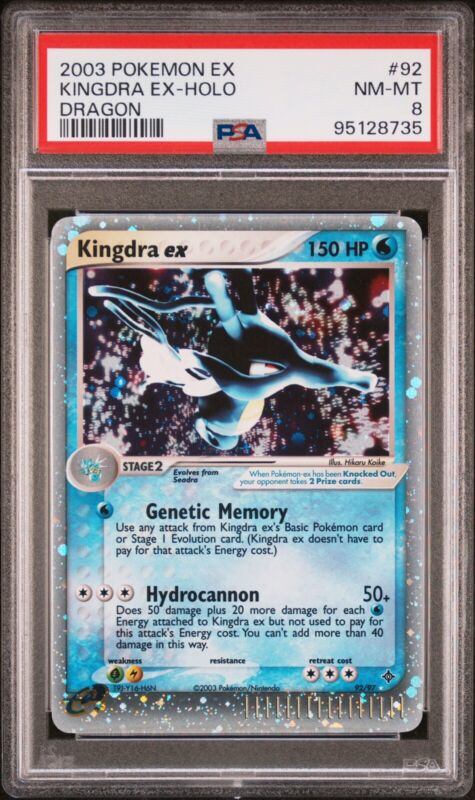 2003 POKEMON EX #92
KINGDRA EX-HOLO NM-MT
DRAGON 8
PSA 95128735
Kingdra ex 150 HP
Illus. Hikaru Koike
STAGE 2
Evolves from
Seadra
When Pokémon-ex has been Knocked Out,
your opponent takes 2 Prize cards.
Genetic Memory
Use any attack from Kingdra ex's Basic Pokémon card
or Stage 1 Evolution card. (Kingdra ex doesn't have to
pay for that attack's Energy cost.)
Hydrocannon 50+
Does 50 damage plus 20 more damage for each
Energy attached to Kingdra ex but not used to pay for
this attack's Energy cost. You can't add more than 40
damage in this way.
weakness resistance retreat cost
©2003 Pokémon/Nintendo 92/97
PSA